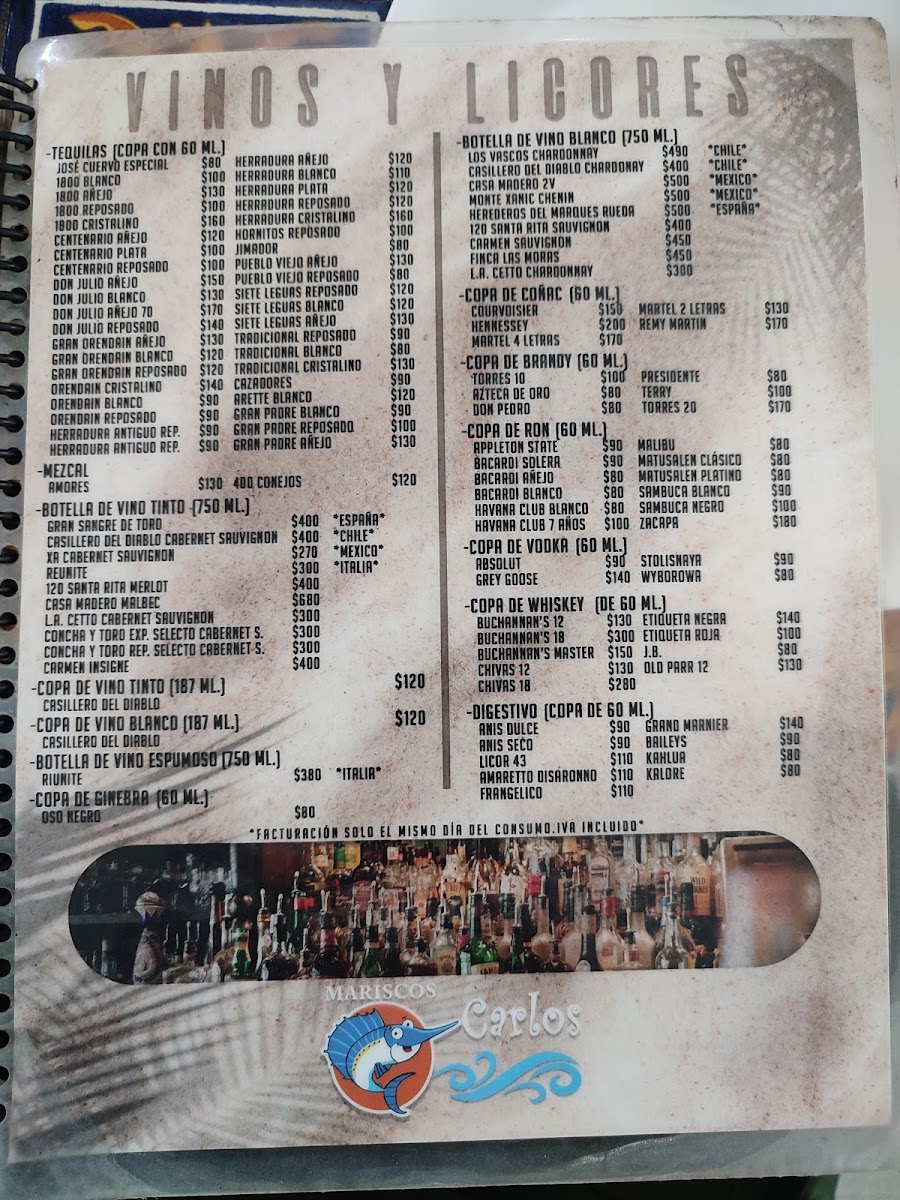 VINOS Y LICORES
-TEQUILAS (COPA CON 60 ML.)
JOSÉ CUERVO ESPECIAL $80 HERRADURA AÑEJO $120
1800 BLANCO $100 HERRADURA BLANCO $110
1800 AÑEJO $130 HERRADURA PLATA $120
1800 REPOSADO $100 HERRADURA REPOSADO $120
1800 CRISTALINO $160 HERRADURA CRISTALINO $160
CENTENARIO AÑEJO $120 HORNITOS REPOSADO $100
CENTENARIO PLATA $100 JIMADOR $80
CENTENARIO REPOSADO $100 PUEBLO VIEJO AÑEJO $130
DON JULIO AÑEJO $150 PUEBLO VIEJO REPOSADO $80
DON JULIO BLANCO $130 SIETE LEGUAS REPOSADO $120
DON JULIO AÑEJO 70 $170 SIETE LEGUAS BLANCO $120
DON JULIO REPOSADO $140 SIETE LEGUAS AÑEJO $130
GRAN ORENDAIN AÑEJO $130 TRADICIONAL REPOSADO $90
GRAN ORENDAIN BLANCO $120 TRADICIONAL BLANCO $80
GRAN ORENDAIN REPOSADO $120 TRADICIONAL CRISTALINO $130
ORENDAIN CRISTALINO $140 CAZADORES $90
ORENDAIN BLANCO $90 ARETTE BLANCO $120
ORENDAIN REPOSADO $90 GRAN PADRE BLANCO $90
HERRADURA ANTIGUO REP. $90 GRAN PADRE REPOSADO $100
HERRADURA ANTIGUO REP. $90 GRAN PADRE AÑEJO $130
-MEZCAL
AMORES $130 400 CONEJOS $120
-BOTELLA DE VINO TINTO (750 ML.)
GRAN SANGRE DE TORO $400 *ESPAÑA*
CASILLERO DEL DIABLO CABERNET SAUVIGNON $400 *CHILE*
XA CABERNET SAUVIGNON $270 *MEXICO*
REUNITE $300 *ITALIA*
120 SANTA RITA MERLOT $400
CASA MADERO MALBEC $680
L.A. CETTO CABERNET SAUVIGNON $300
CONCHA Y TORO EXP. SELECTO CABERNET S. $300
CONCHA Y TORO REP. SELECTO CABERNET S. $300
CARMEN INSIGNE $400
-COPA DE VINO TINTO (187 ML.) $120
CASILLERO DEL DIABLO
-COPA DE VINO BLANCO (187 ML.) $120
CASILLERO DEL DIABLO
-BOTELLA DE VINO ESPUMOSO (750 ML.)
RIUNITE $380 *ITALIA*
-COPA DE GINEBRA (60 ML.)
OSO NEGRO $80
-BOTELLA DE VINO BLANCO (750 ML.)
LOS VASCOS CHARDONNAY $490 *CHILE*
CASILLERO DEL DIABLO CHARDONAY $400 *CHILE*
CASA MADERO 2V $500 *MEXICO*
MONTE XANIC CHENIN $500 *MEXICO*
HEREDEROS DEL MARQUES RUEDA $500 *ESPAÑA*
120 SANTA RITA SAUVIGNON $400
CARMEN SAUVIGNON $450
FINCA LAS MORAS $450
L.A. CETTO CHARDONNAY $300
-COPA DE COÑAC (60 ML.)
COURVOISIER $150 MARTEL 2 LETRAS $130
HENNESSEY $200 REMY MARTIN $170
MARTEL 4 LETRAS $170
-COPA DE BRANDY (60 ML.)
TORRES 10 $100 PRESIDENTE $80
AZTECA DE ORO $80 TERRY $100
DON PEDRO $80 TORRES 20 $170
-COPA DE RON (60 ML.)
APPLETON STATE $90 MALIBU $80
BACARDI SOLERA $90 MATUSALEN CLÁSICO $80
BACARDI AÑEJO $80 MATUSALEN PLATINO $80
BACARDI BLANCO $80 SAMBUCA BLANCO $90
HAVANA CLUB BLANCO $80 SAMBUCA NEGRO $100
HAVANA CLUB 7 AÑOS $100 ZACAPA $180
-COPA DE VODKA (60 ML.)
ABSOLUT $90 STOLISNAYA $90
GREY GOOSE $140 WYBOROWA $80
-COPA DE WHISKEY (DE 60 ML.)
BUCHANNAN'S 12 $130 ETIQUETA NEGRA $140
BUCHANNAN'S 18 $300 ETIQUETA ROJA $100
BUCHANNAN'S MASTER $150 J.B. $80
CHIVAS 12 $130 OLD PARR 12 $130
CHIVAS 18 $280
-DIGESTIVO (COPA DE 60 ML.)
ANIS DULCE $90 GRAND MARNIER $140
ANIS SECO $90 BAILEYS $90
LICOR 43 $110 KAHLUA $80
AMARETTO DISARONNO $110 KALORE $80
FRANGELICO $110
*FACTURACIÓN SOLO EL MISMO DÍA DEL CONSUMO.IVA INCLUIDO*
MARISCOS
Carlos